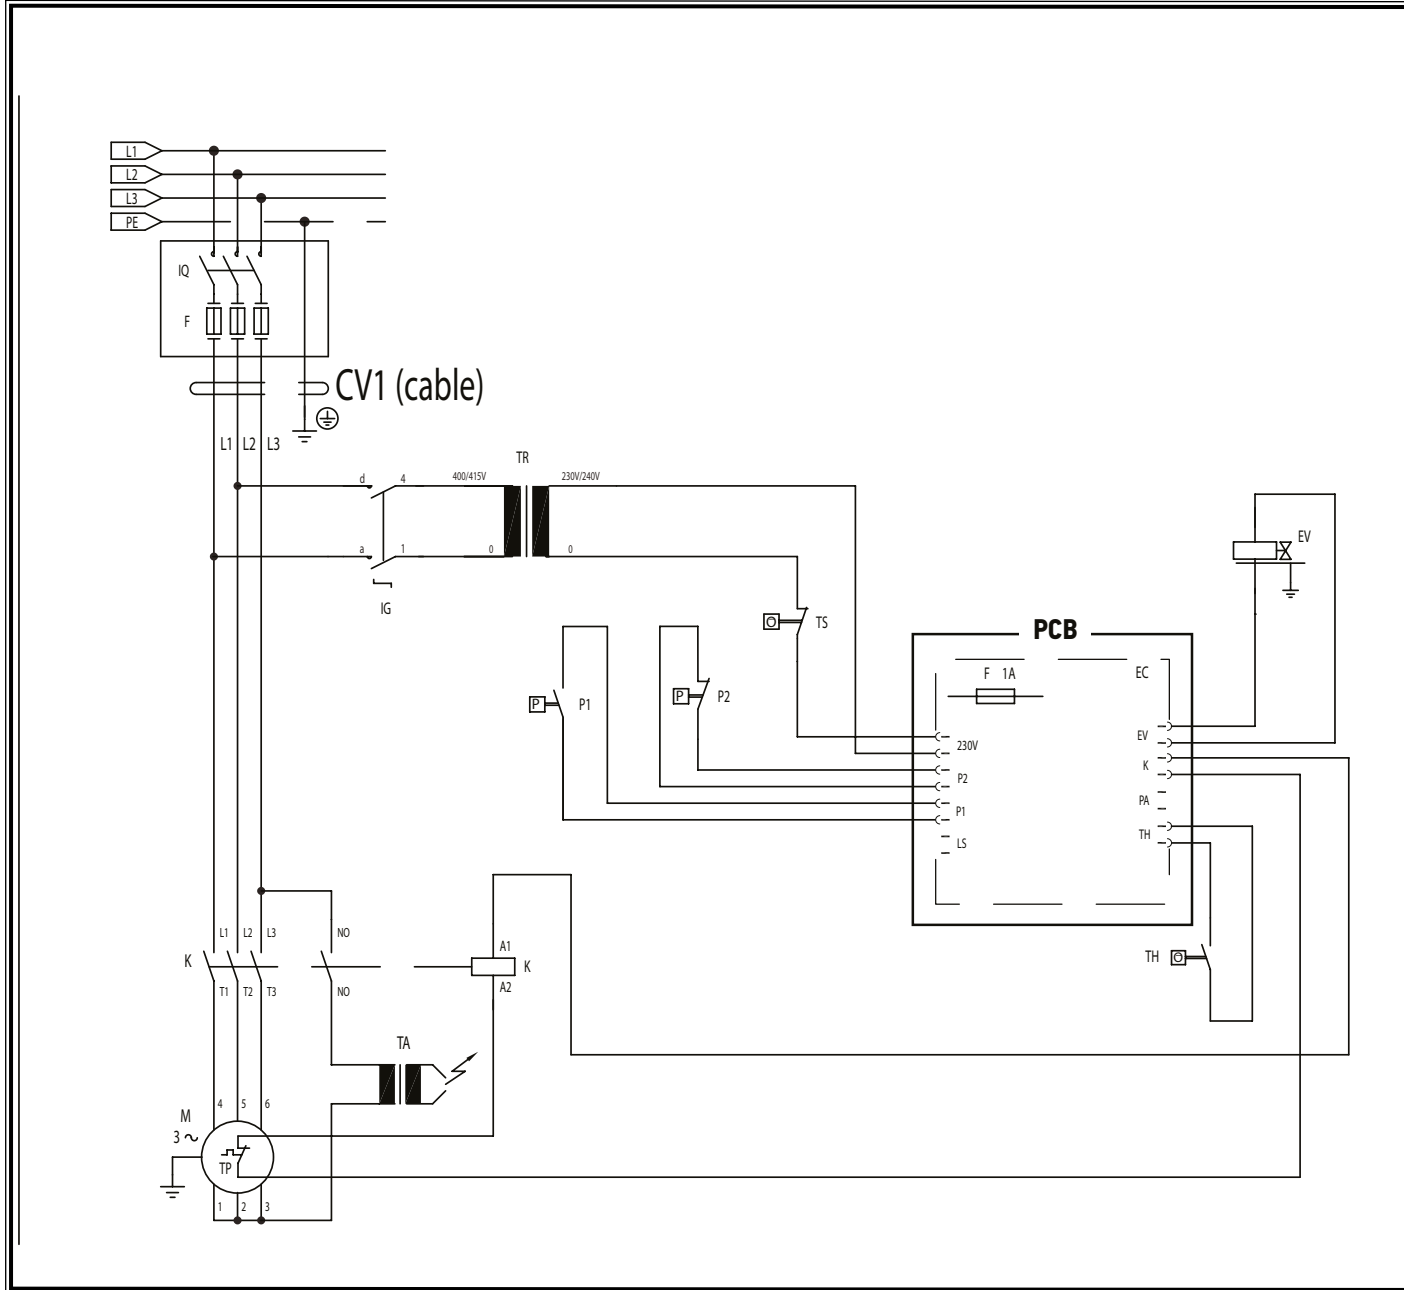 L1
L2
L3
PE
IQ
F
CV1 (cable)
L1 L2 L3
TR
d 4 400/415V 230V/240V
a 1 0 0
IG
EV
TS
PCB
F 1A EC
P P1
P P2
230V
P2
P1
LS
EV
K
PA
TH
L1 L2 L3 NO
K
T1 T2 T3 NO
A1
K
A2
TH
TA
4 5 6
M
3 ~
TP
1 2 3